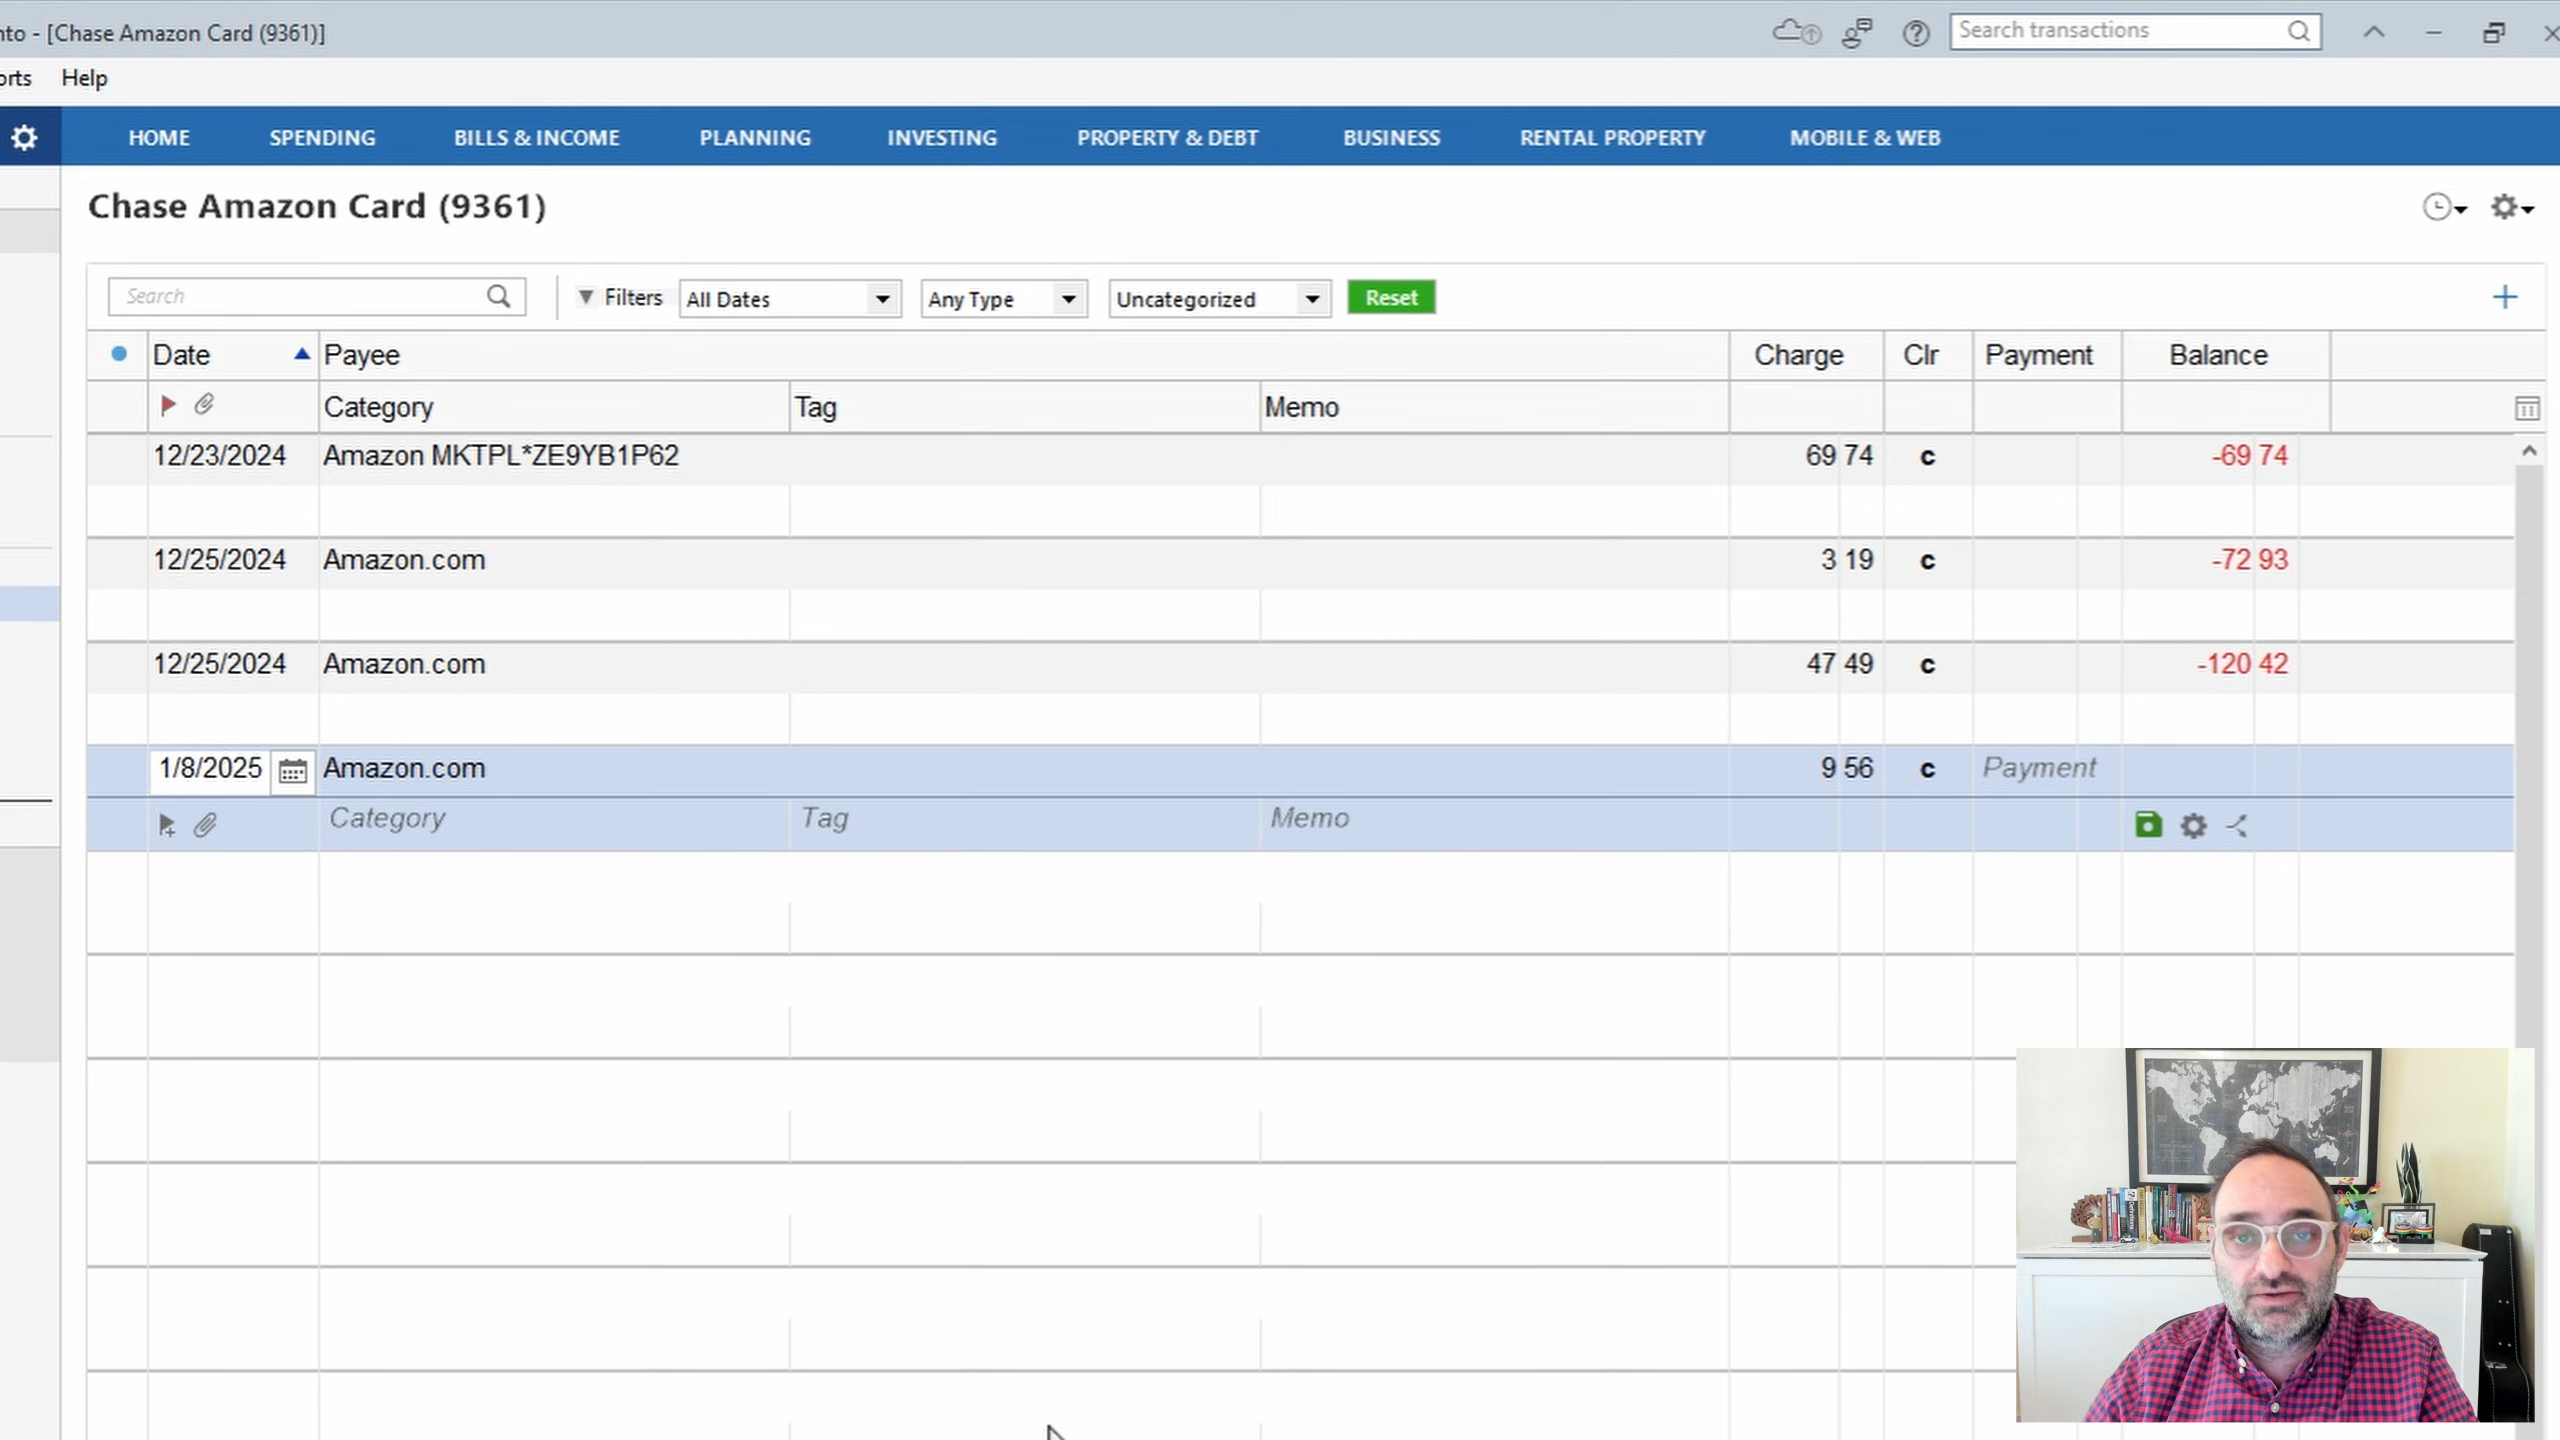 nto - [Chase Amazon Card (9361)]
Search transactions
orts Help
HOME SPENDING BILLS & INCOME PLANNING INVESTING PROPERTY & DEBT BUSINESS RENTAL PROPERTY MOBILE & WEB
Chase Amazon Card (9361)
Search Filters All Dates Any Type Uncategorized Reset
Date Payee Charge Clr Payment Balance
Category Tag Memo
12/23/2024 Amazon MKTPL*ZE9YB1P62 69 74 c -69 74
12/25/2024 Amazon.com 3 19 c -72 93
12/25/2024 Amazon.com 47 49 c -120 42
1/8/2025 Amazon.com 9 56 c Payment
Category Tag Memo